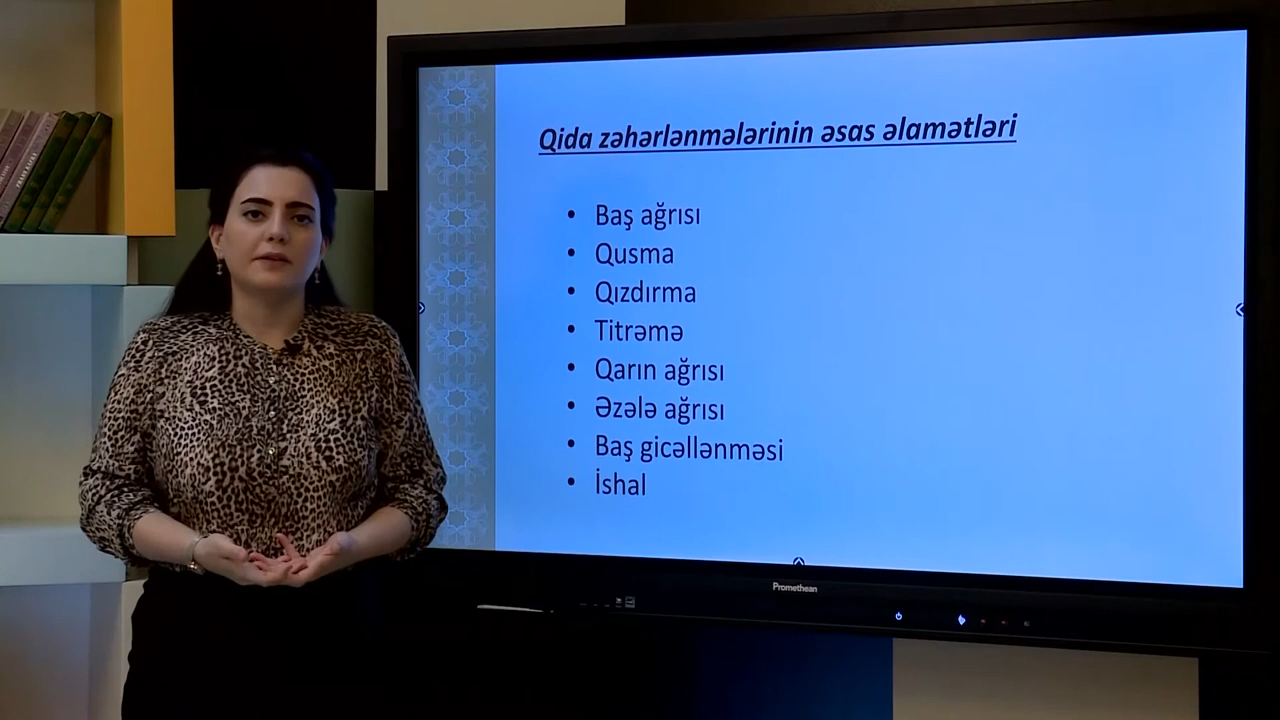 Qida zəhərlənmələrinin əsas əlamətləri
• Baş ağrısı
• Qusma
• Qızdırma
• Titrəmə
• Qarın ağrısı
• Əzələ ağrısı
• Baş gicəllənməsi
• İshal
Promethean